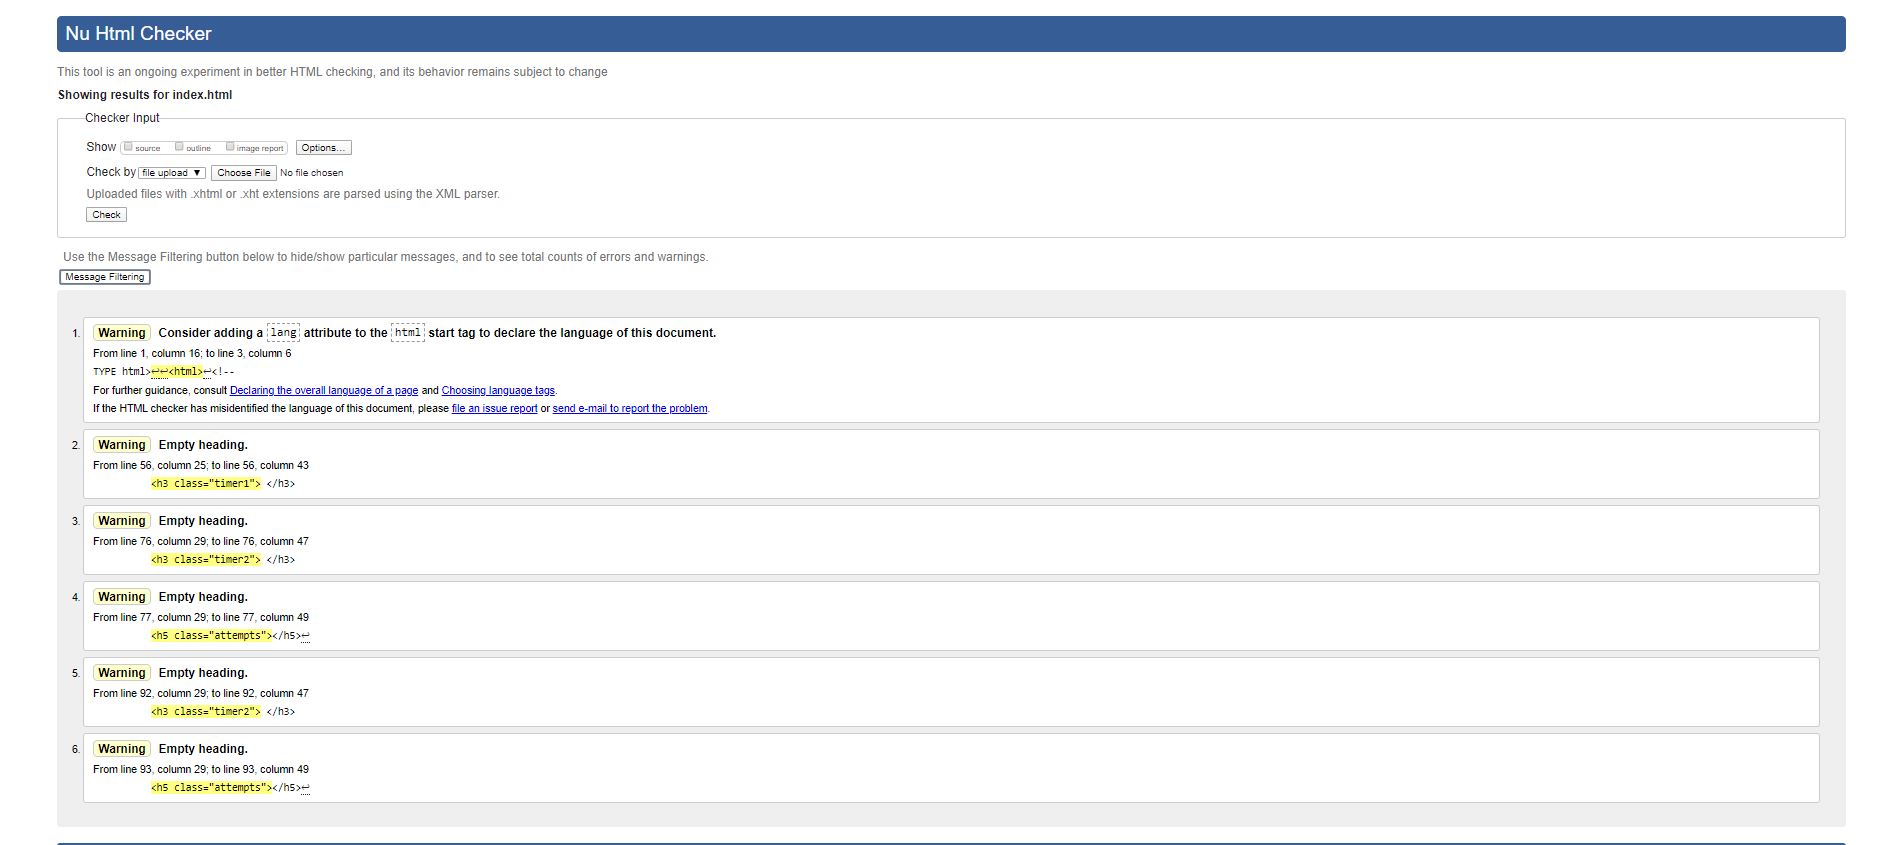 Nu Html Checker
This tool is an ongoing experiment in better HTML checking, and its behavior remains subject to change
Showing results for index.html
Checker Input
Show source outline image report Options...
Check by file upload ▼ Choose File No file chosen
Uploaded files with .xhtml or .xht extensions are parsed using the XML parser.
Check
Use the Message Filtering button below to hide/show particular messages, and to see total counts of errors and warnings.
Message Filtering
1. Warning Consider adding a lang attribute to the html start tag to declare the language of this document.
From line 1, column 16; to line 3, column 6
TYPE html>↩↩<html>↩<!--
For further guidance, consult Declaring the overall language of a page and Choosing language tags.
If the HTML checker has misidentified the language of this document, please file an issue report or send e-mail to report the problem.
2. Warning Empty heading.
From line 56, column 25; to line 56, column 43
<h3 class="timer1"> </h3>
3. Warning Empty heading.
From line 76, column 29; to line 76, column 47
<h3 class="timer2"> </h3>
4. Warning Empty heading.
From line 77, column 29; to line 77, column 49
<h5 class="attempts"></h5>↩
5. Warning Empty heading.
From line 92, column 29; to line 92, column 47
<h3 class="timer2"> </h3>
6. Warning Empty heading.
From line 93, column 29; to line 93, column 49
<h5 class="attempts"></h5>↩